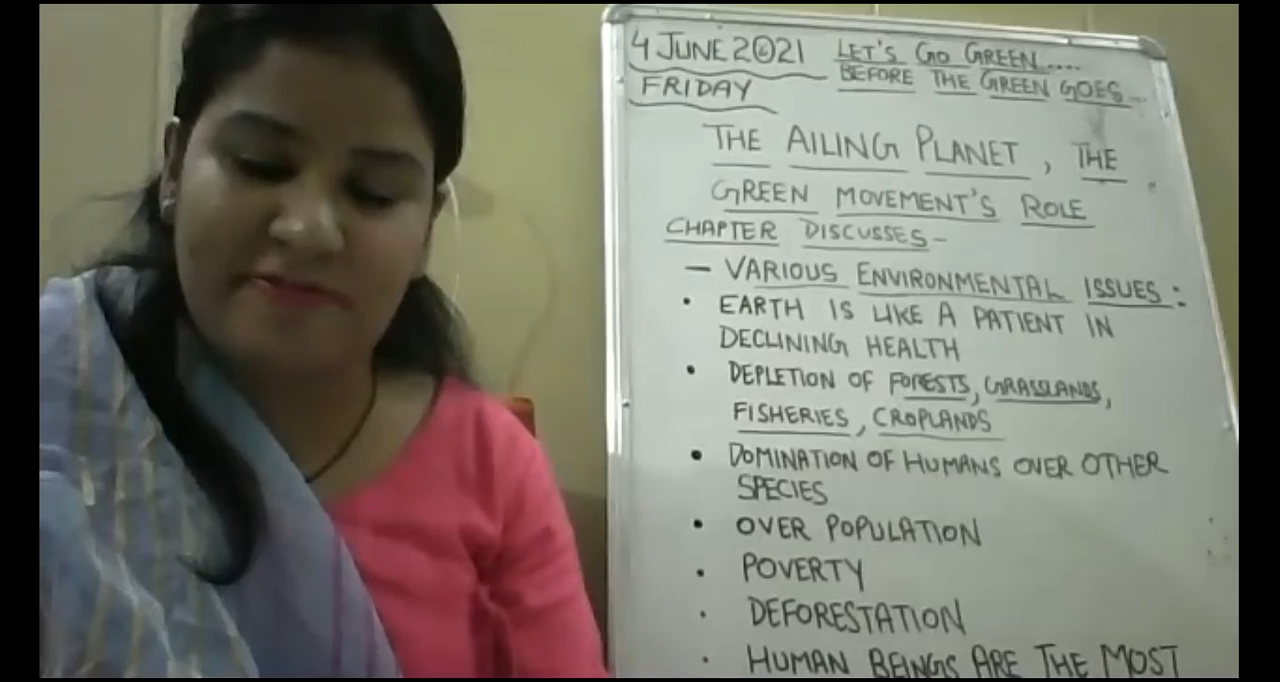 4 JUNE 2021
FRIDAY
LET'S GO GREEN....
BEFORE THE GREEN GOES...
THE AILING PLANET, THE
GREEN MOVEMENT'S ROLE
CHAPTER DISCUSSES-
— VARIOUS ENVIRONMENTAL ISSUES:
• EARTH IS LIKE A PATIENT IN
DECLINING HEALTH
• DEPLETION OF FORESTS, GRASSLANDS,
FISHERIES, CROPLANDS
• DOMINATION OF HUMANS OVER OTHER
SPECIES
• OVER POPULATION
• POVERTY
• DEFORESTATION
• HUMAN BEINGS ARE THE MOST